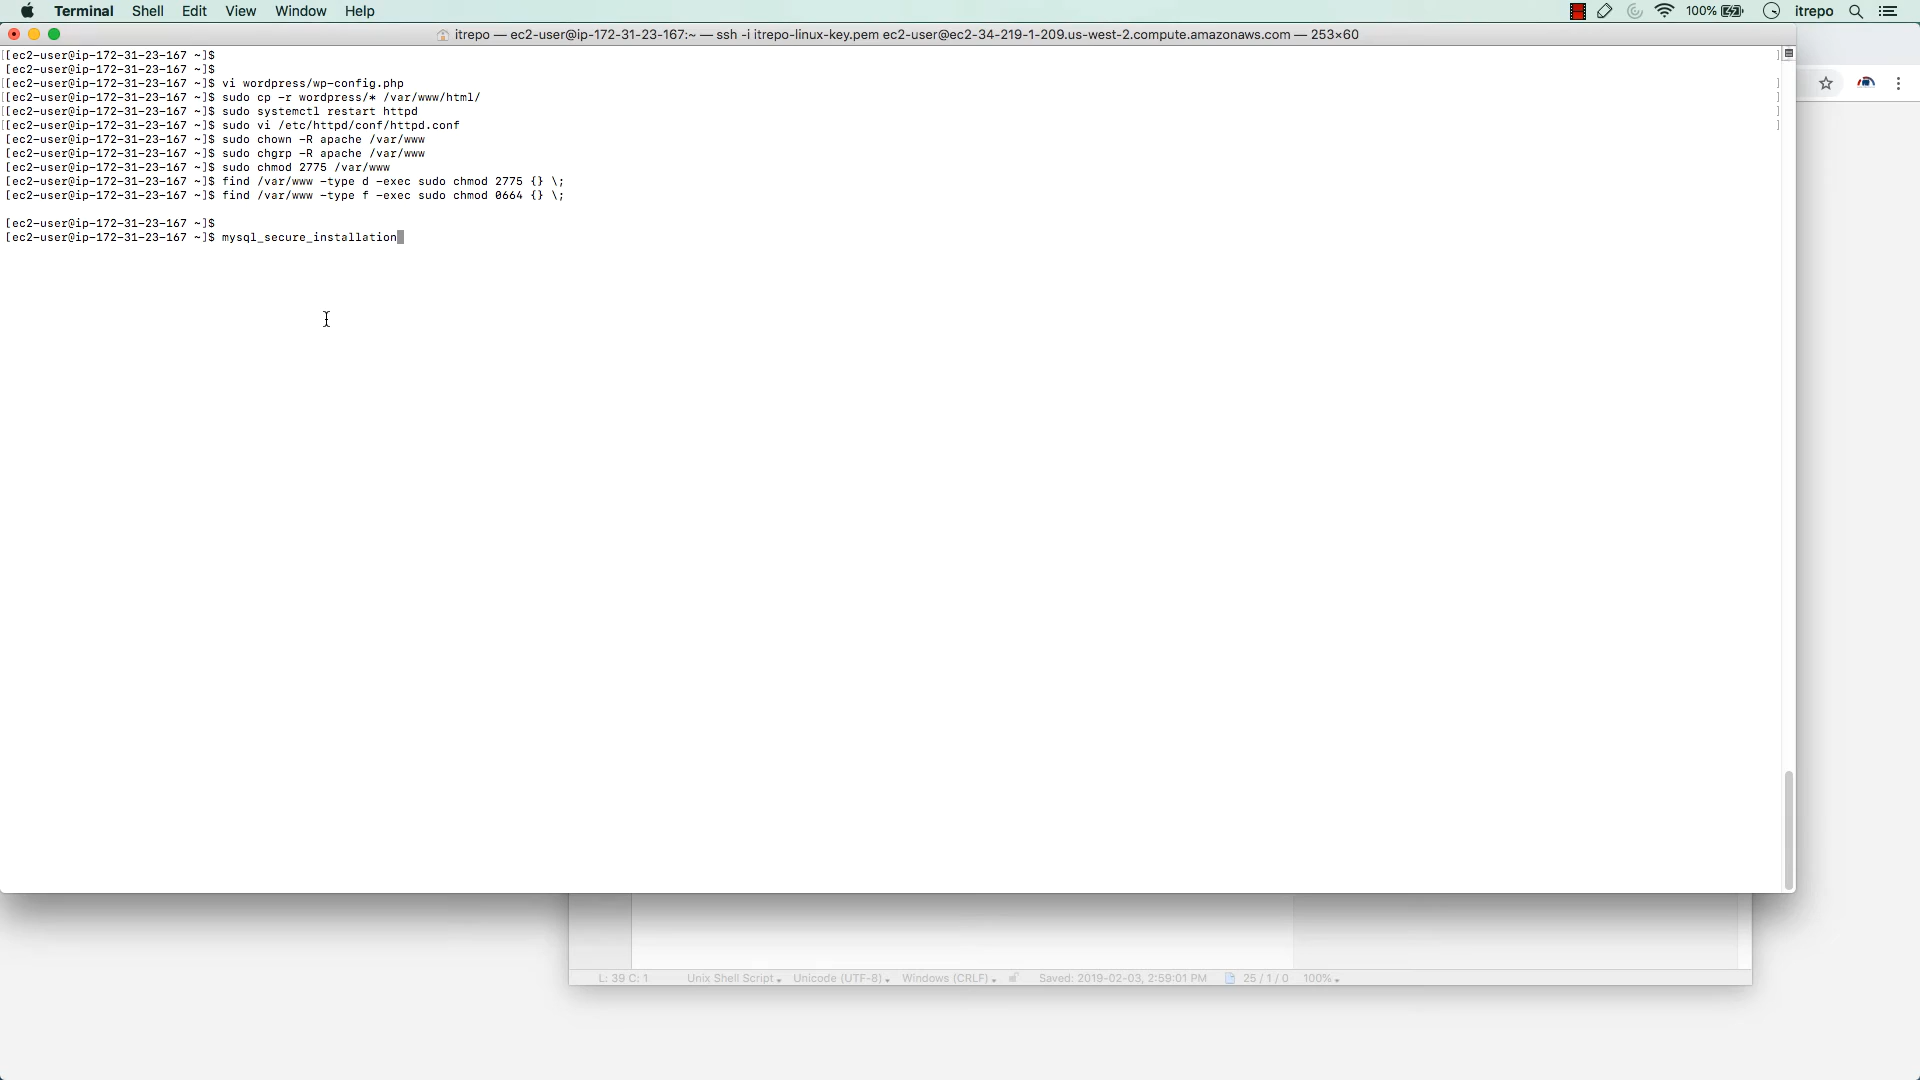 Terminal Shell Edit View Window Help 100% itrepo
itrepo — ec2-user@ip-172-31-23-167:~ — ssh -i itrepo-linux-key.pem ec2-user@ec2-34-219-1-209.us-west-2.compute.amazonaws.com — 253×60
[[ec2-user@ip-172-31-23-167 ~]$ ]
[ec2-user@ip-172-31-23-167 ~]$
[[ec2-user@ip-172-31-23-167 ~]$ vi wordpress/wp-config.php ]
[[ec2-user@ip-172-31-23-167 ~]$ sudo cp -r wordpress/* /var/www/html/ ]
[[ec2-user@ip-172-31-23-167 ~]$ sudo systemctl restart httpd ]
[[ec2-user@ip-172-31-23-167 ~]$ sudo vi /etc/httpd/conf/httpd.conf ]
[ec2-user@ip-172-31-23-167 ~]$ sudo chown -R apache /var/www
[ec2-user@ip-172-31-23-167 ~]$ sudo chgrp -R apache /var/www
[ec2-user@ip-172-31-23-167 ~]$ sudo chmod 2775 /var/www
[ec2-user@ip-172-31-23-167 ~]$ find /var/www -type d -exec sudo chmod 2775 {} \;
[ec2-user@ip-172-31-23-167 ~]$ find /var/www -type f -exec sudo chmod 0664 {} \;
[ec2-user@ip-172-31-23-167 ~]$
[ec2-user@ip-172-31-23-167 ~]$ mysql_secure_installation
L: 39 C: 1 Unix Shell Script Unicode (UTF-8) Windows (CRLF) Saved: 2019-02-03, 2:59:01 PM 25 / 1 / 0 100%